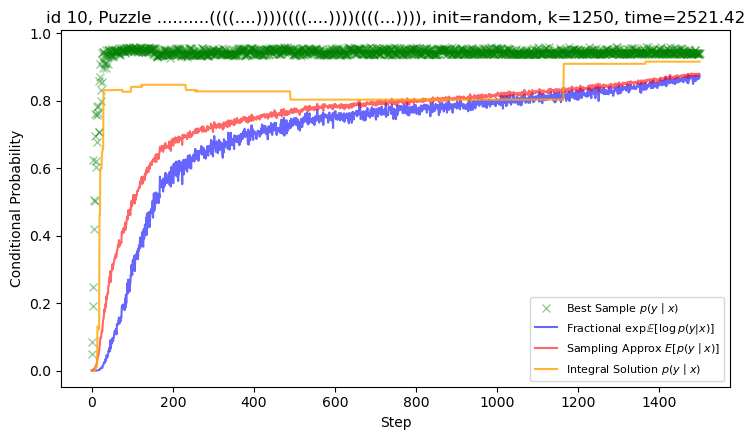 id 10, Puzzle ..........((((....))))((((....))))((((...)))), init=random, k=1250, time=2521.42
Conditional Probability
1.0
0.8
0.6
0.4
0.2
0.0
Best Sample p(y | x)
Fractional exp𝔼[log p(y|x)]
Sampling Approx E[p(y | x)]
Integral Solution p(y | x)
0 200 400 600 800 1000 1200 1400
Step